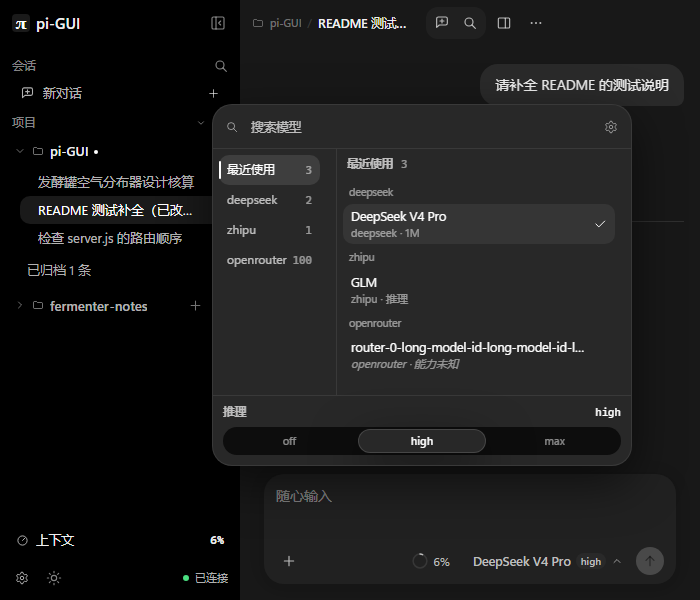 pi-GUI
会话
新对话
项目
pi-GUI
发酵罐空气分布器设计核算
README 测试补全（已改...
检查 server.js 的路由顺序
已归档 1 条
fermenter-notes
上下文 6%
已连接
pi-GUI / README 测试...
请补全 README 的测试说明
搜索模型
最近使用 3
deepseek 2
zhipu 1
openrouter 100
最近使用 3
deepseek
DeepSeek V4 Pro
deepseek · 1M
zhipu
GLM
zhipu · 推理
openrouter
router-0-long-model-id-long-model-id-l...
openrouter · 能力未知
推理 high
off high max
随心输入
6% DeepSeek V4 Pro high